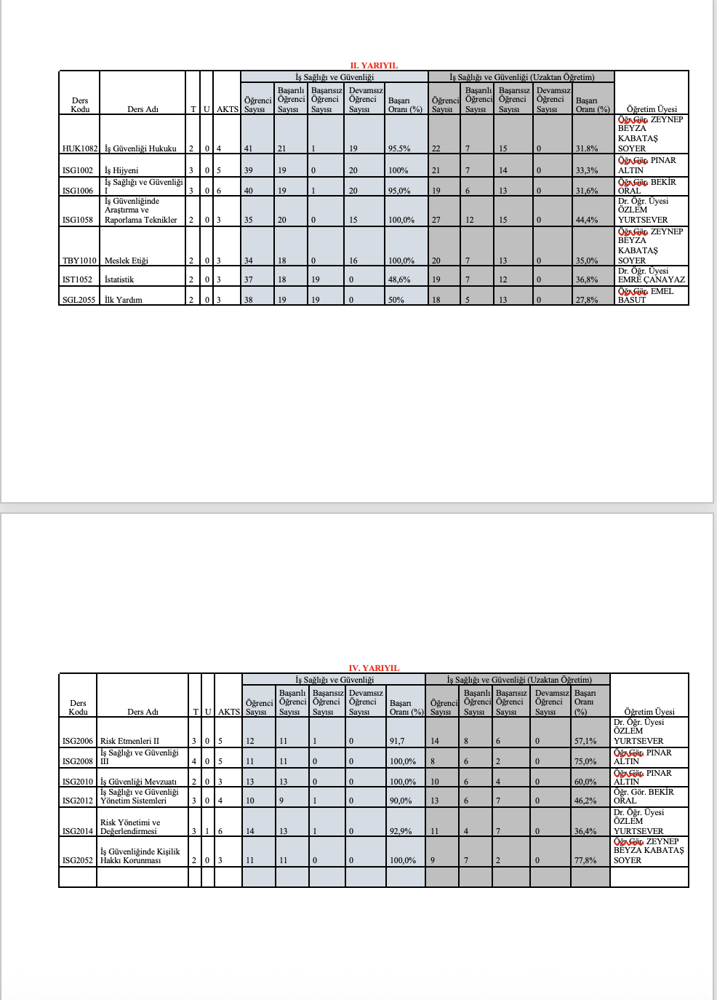 II. YARIYIL
İş Sağlığı ve Güvenliği İş Sağlığı ve Güvenliği (Uzaktan Öğretim)
Ders Kodu Ders Adı T U AKTS Öğrenci Sayısı Başarılı Öğrenci Sayısı Başarısız Öğrenci Sayısı Devamsız Öğrenci Sayısı Başarı Oranı (%) Öğrenci Sayısı Başarılı Öğrenci Sayısı Başarısız Öğrenci Sayısı Devamsız Öğrenci Sayısı Başarı Oranı (%) Öğretim Üyesi
HUK1082 İş Güvenliği Hukuku 2 0 4 41 21 1 19 95.5% 22 7 15 0 31.8% Öğr. Gör. ZEYNEP BEYZA KABATAŞ SOYER
ISG1002 İş Hijyeni 3 0 5 39 19 0 20 100% 21 7 14 0 33,3% Öğr. Gör. PINAR ALTIN
ISG1006 İş Sağlığı ve Güvenliği I 3 0 6 40 19 1 20 95,0% 19 6 13 0 31,6% Öğr. Gör. BEKİR ORAL
ISG1058 İş Güvenliğinde Araştırma ve Raporlama Teknikler 2 0 3 35 20 0 15 100,0% 27 12 15 0 44,4% Dr. Öğr. Üyesi ÖZLEM YURTSEVER
TBY1010 Meslek Etiği 2 0 3 34 18 0 16 100,0% 20 7 13 0 35,0% Öğr. Gör. ZEYNEP BEYZA KABATAŞ SOYER
IST1052 İstatistik 2 0 3 37 18 19 0 48,6% 19 7 12 0 36,8% Dr. Öğr. Üyesi EMRE ÇANAYAZ
SGL2055 İlk Yardım 2 0 3 38 19 19 0 50% 18 5 13 0 27,8% Öğr. Gör. EMEL BASUT
IV. YARIYIL
İş Sağlığı ve Güvenliği İş Sağlığı ve Güvenliği (Uzaktan Öğretim)
Ders Kodu Ders Adı T U AKTS Öğrenci Sayısı Başarılı Öğrenci Sayısı Başarısız Öğrenci Sayısı Devamsız Öğrenci Sayısı Başarı Oranı (%) Öğrenci Sayısı Başarılı Öğrenci Sayısı Başarısız Öğrenci Sayısı Devamsız Öğrenci Sayısı Başarı Oranı (%) Öğretim Üyesi
ISG2006 Risk Etmenleri II 3 0 5 12 11 1 0 91,7 14 8 6 0 57,1% Dr. Öğr. Üyesi ÖZLEM YURTSEVER
ISG2008 İş Sağlığı ve Güvenliği III 4 0 5 11 11 0 0 100,0% 8 6 2 0 75,0% Öğr. Gör. PINAR ALTIN
ISG2010 İş Güvenliği Mevzuatı 2 0 3 13 13 0 0 100,0% 10 6 4 0 60,0% Öğr. Gör. PINAR ALTIN
ISG2012 İş Sağlığı ve Güvenliği Yönetim Sistemleri 3 0 4 10 9 1 0 90,0% 13 6 7 0 46,2% Öğr. Gör. BEKİR ORAL
ISG2014 Risk Yönetimi ve Değerlendirmesi 3 1 6 14 13 1 0 92,9% 11 4 7 0 36,4% Dr. Öğr. Üyesi ÖZLEM YURTSEVER
ISG2052 İş Güvenliğinde Kişilik Hakkı Korunması 2 0 3 11 11 0 0 100,0% 9 7 2 0 77,8% Öğr. Gör. ZEYNEP BEYZA KABATAŞ SOYER